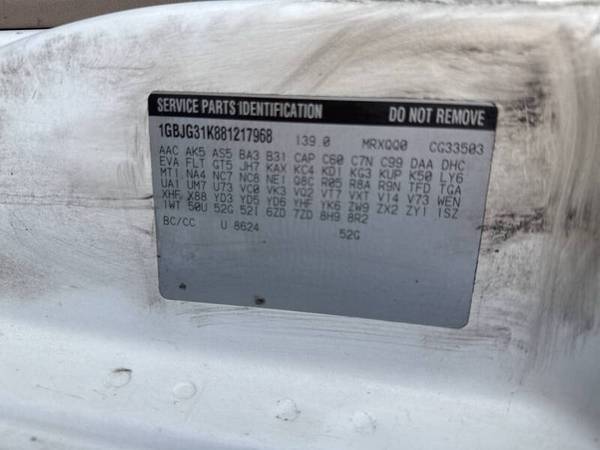 SERVICE PARTS IDENTIFICATION DO NOT REMOVE
1GBJG31K881217968 139.0 MRXQQ0 CG33503
AAC AK5 AS5 BA3 B31 CAP C60 C7N C99 DAA DHC
EVA FLT GT5 JH7 KAX KC4 KD1 KG3 KUP K50 LY6
MT1 NA4 NC7 NC8 NE1 Q8C R05 R8A R9N TFD TGA
UA1 UM7 U73 VC0 VK3 VQ2 VT7 VXT V14 V73 WEN
XHF X88 YD3 YD5 YD6 YHF YK6 ZW9 ZX2 ZY1 1SZ
1WT 50U 52G 52I 6ZD 7ZD 8H9 8R2
BC/CC U 8624 52G